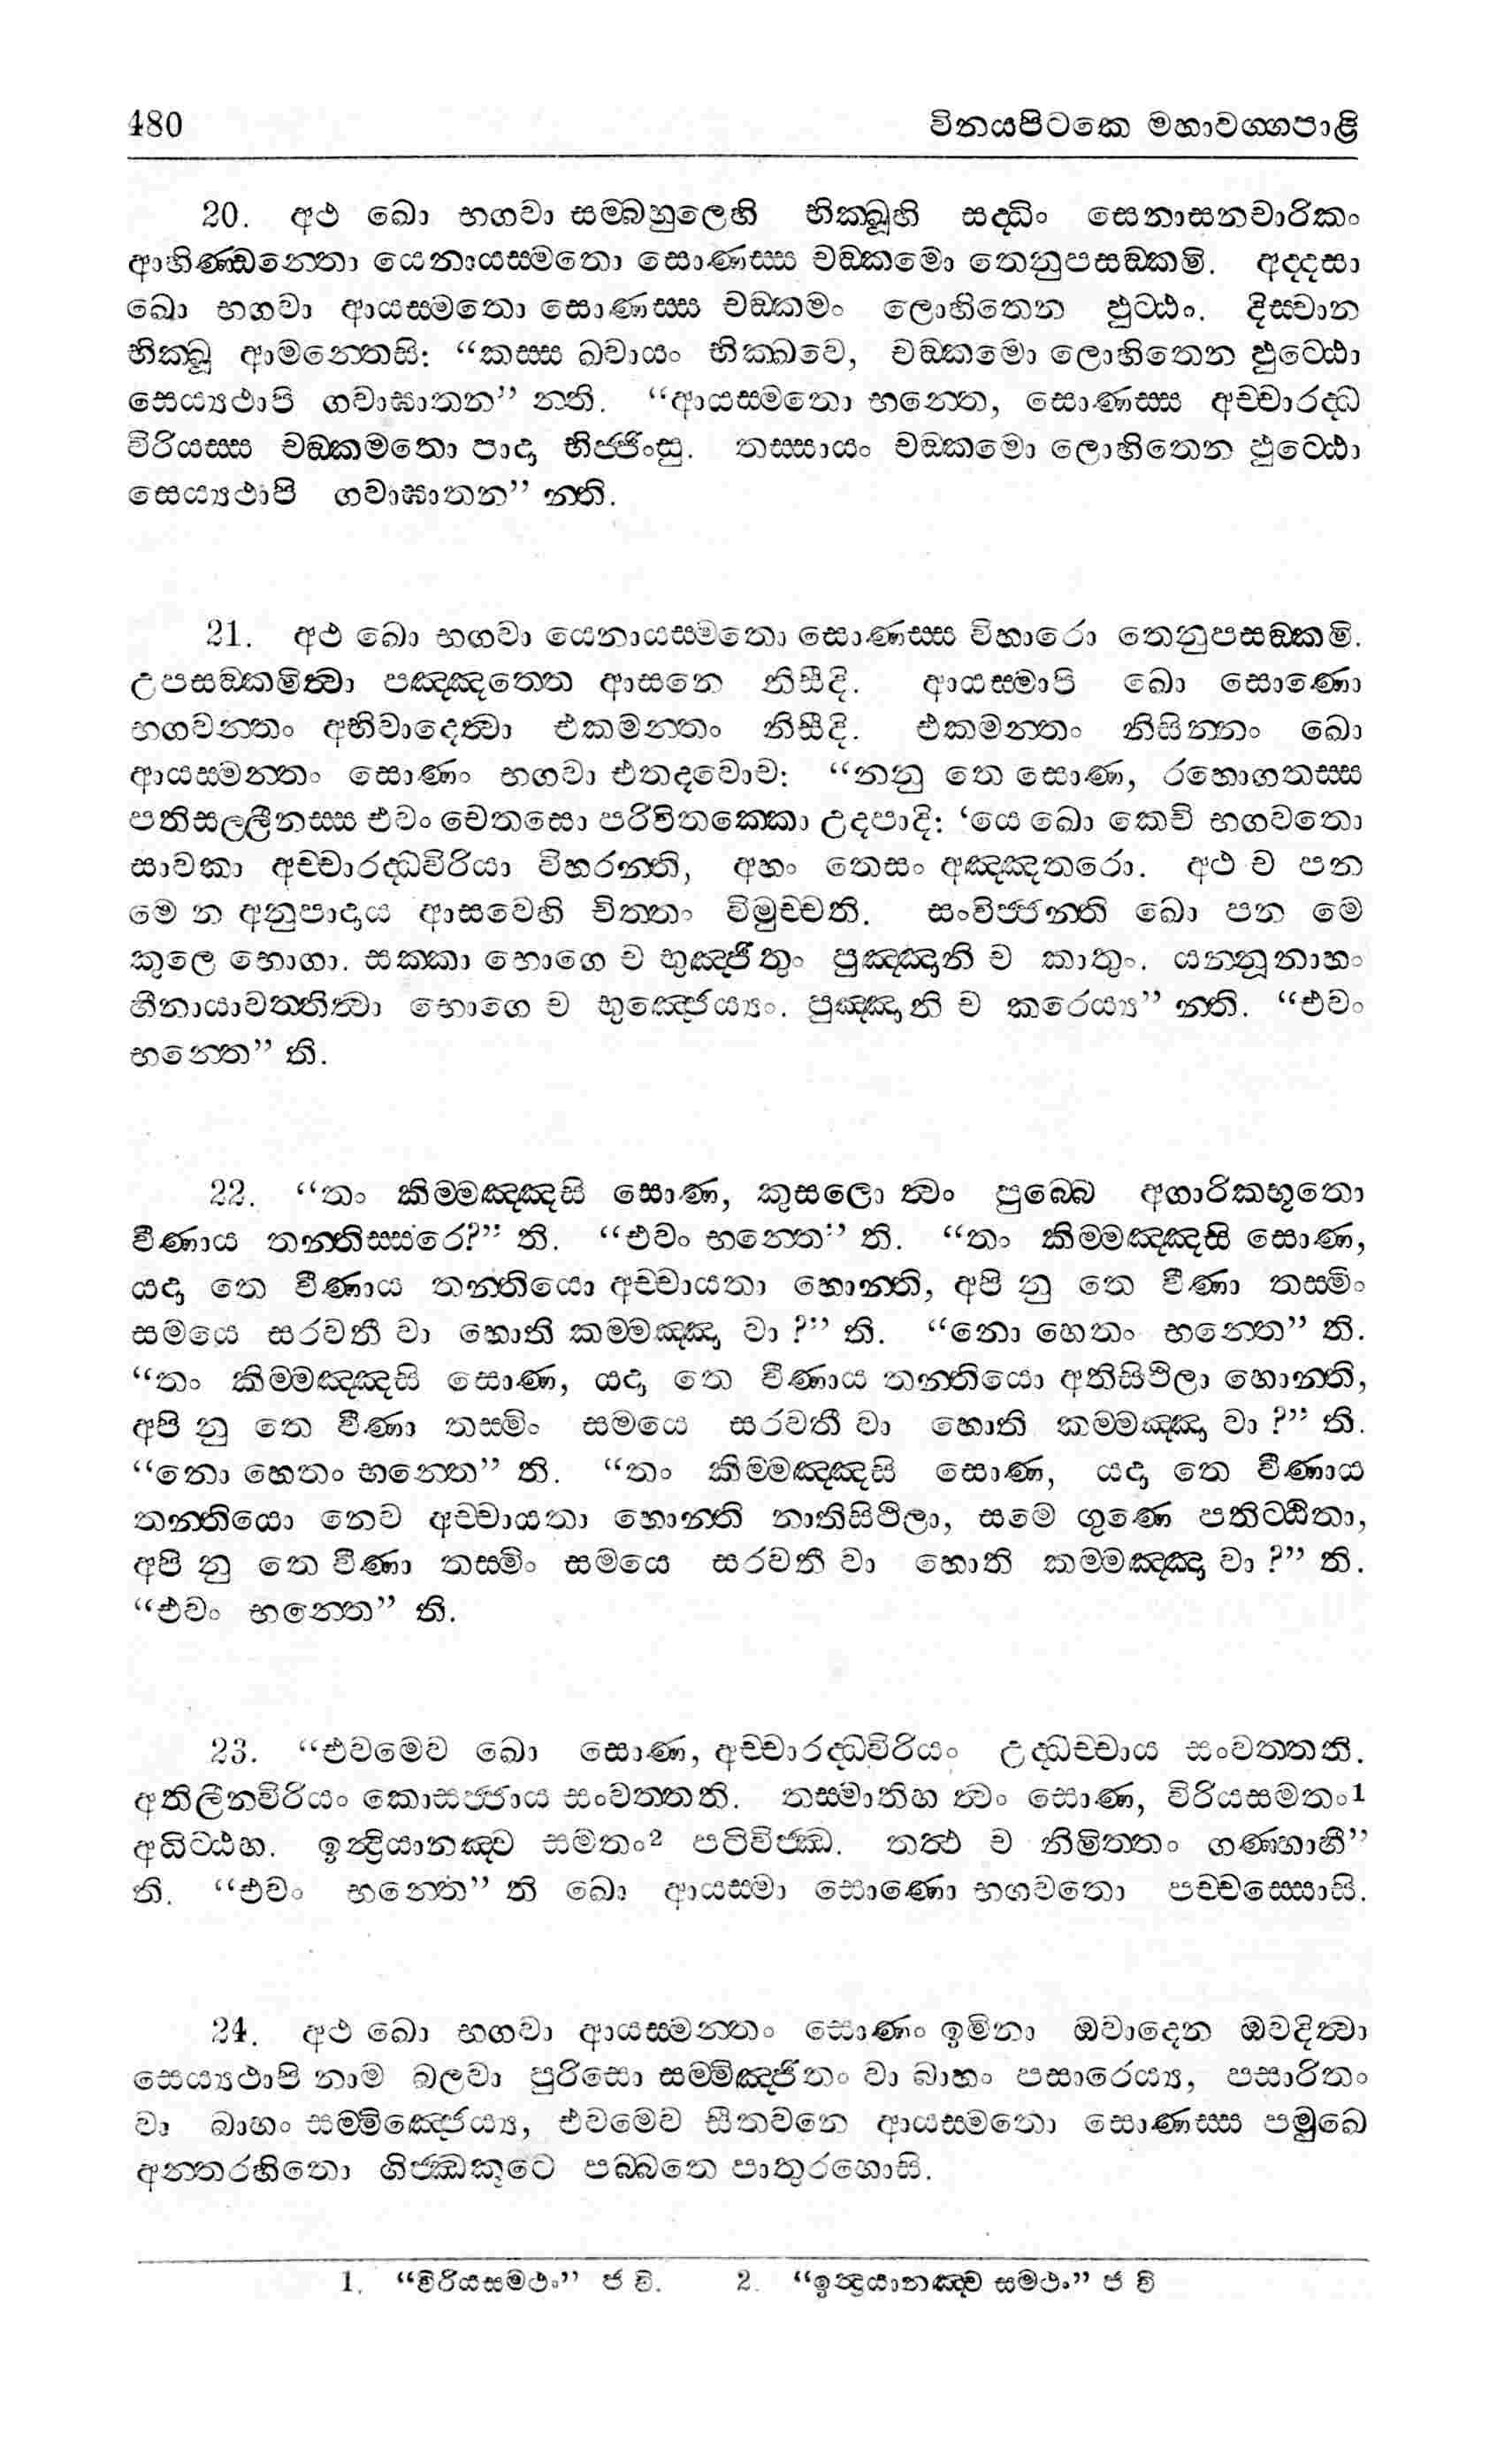 480 විනයපිටකෙ මහාවග්ගපාළි
20. අථ ඛො භගවා සම්බහුලෙහි භික්ඛූහි සද්ධිං සෙනාසනචාරිකං
ආහිණ්ඩන්තො යෙනායස්මතො සොණස්ස චඞ්කමො තෙනුපසඞ්කමි. අද්දසා
ඛො භගවා ආයස්මතො සොණස්ස චඞ්කමං ලොහිතෙන ඵුට්ඨං. දිස්වාන
භික්ඛූ ආමන්තෙසි: “කස්ස ඛ්වායං භික්ඛවෙ, චඞ්කමො ලොහිතෙන ඵුට්ඨො
සෙය්‍යථාපි ගවාඝාතන” න්ති. “ආයස්මතො භන්තෙ, සොණස්ස අච්චාරද්ධ
විරියස්ස චඞ්කමතො පාදා භිජ්ජිංසු. තස්සායං චඞ්කමො ලොහිතෙන ඵුට්ඨො
සෙය්‍යථාපි ගවාඝාතන” න්ති.
21. අථ ඛො භගවා යෙනායස්මතො සොණස්ස විහාරො තෙනුපසඞ්කමි.
උපසඞ්කමිත්වා පඤ්ඤත්තෙ ආසනෙ නිසීදි. ආයස්මාපි ඛො සොණො
භගවන්තං අභිවාදෙත්වා එකමන්තං නිසීදි. එකමන්තං නිසින්නං ඛො
ආයස්මන්තං සොණං භගවා එතදවොච: “නනු තෙ සොණ, රහොගතස්ස
පතිසල්ලීනස්ස එවං චෙතසො පරිවිතක්කො උදපාදි: ‘යෙ ඛො කෙචි භගවතො
සාවකා අච්චාරද්ධවිරියා විහරන්ති, අහං තෙසං අඤ්ඤතරො. අථ ච පන
මෙ න අනුපාදාය ආසවෙහි චිත්තං විමුච්චති. සංවිජ්ජන්ති ඛො පන මෙ
කුලෙ භොගා. සක්කා භොගෙ ච භුඤ්ජිතුං පුඤ්ඤානි ච කාතුං. යන්නූනාහං
හීනායාවත්තිත්වා භොගෙ ච භුඤ්ජෙය්‍යං. පුඤ්ඤානි ච කරෙය්‍ය” න්ති. “එවං
භන්තෙ” ති.
22. “තං කිම්මඤ්ඤසි සොණ, කුසලො ත්වං පුබ්බෙ අගාරිකභූතො
වීණාය තන්තිස්සරෙ?” ති. “එවං භන්තෙ” ති. “තං කිම්මඤ්ඤසි සොණ,
යදා තෙ වීණාය තන්තියො අච්චායතා හොන්ති, අපි නු තෙ වීණා තස්මිං
සමයෙ සරවතී වා හොති කම්මඤ්ඤා වා ?” ති. “නො හෙතං භන්තෙ” ති.
“තං කිම්මඤ්ඤසි සොණ, යදා තෙ වීණාය තන්තියො අතිසිථිලා හොන්ති,
අපි නු තෙ වීණා තස්මිං සමයෙ සරවතී වා හොති කම්මඤ්ඤා වා ?” ති.
“නො හෙතං භන්තෙ” ති. “තං කිම්මඤ්ඤසි සොණ, යදා තෙ වීණාය
තන්තියො නෙව අච්චායතා හොන්ති නාතිසිථිලා, සමෙ ගුණෙ පතිට්ඨිතා,
අපි නු තෙ වීණා තස්මිං සමයෙ සරවතී වා හොති කම්මඤ්ඤා වා ?” ති.
“එවං භන්තෙ” ති.
23. “එවමෙව ඛො සොණ, අච්චාරද්ධවිරියං උද්ධච්චාය සංවත්තති.
අතිලීනවිරියං කොසජ්ජාය සංවත්තති. තස්මාතිහ ත්වං සොණ, විරියසමතං1
අධිට්ඨහ. ඉන්ද්‍රියානඤ්ච සමතං2 පටිවිජ්ඣ. තත්ථ ච නිමිත්තං ගණ්හාහී”
ති. “එවං භන්තෙ” ති ඛො ආයස්මා සොණො භගවතො පච්චස්සොසි.
24. අථ ඛො භගවා ආයස්මන්තං සොණං ඉමිනා ඔවාදෙන ඔවදිත්වා
සෙය්‍යථාපි නාම බලවා පුරිසො සම්මිඤ්ජිතං වා බාහං පසාරෙය්‍ය, පසාරිතං
වා බාහං සම්මිඤ්ජෙය්‍ය, එවමෙව සීතවනෙ ආයස්මතො සොණස්ස පමුඛෙ
අන්තරහිතො ගිජ්ඣකූටෙ පබ්බතෙ පාතුරහොසි.
1. “විරියසමථං” ජ වි. 2. “ඉන්ද්‍රයානඤ්ච සමථං” ජ වි